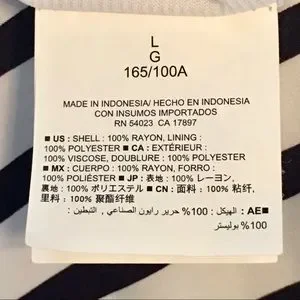 L
G
165/100A
MADE IN INDONESIA/ HECHO EN INDONESIA
CON INSUMOS IMPORTADOS
RN 54023 CA 17897
■ US : SHELL : 100% RAYON, LINING :
100% POLYESTER ■ CA : EXTÉRIEUR :
100% VISCOSE, DOUBLURE : 100% POLYESTER
■ MX : CUERPO : 100% RAYON, FORRO :
100% POLIÉSTER ■ JP : 表地 : 100% レーヨン,
裏地 : 100% ポリエステル ■ CN : 面料 : 100% 粘纤,
里料 : 100% 聚酯纤维
■ AE: الهيكل : 100% حرير رايون الصناعي , التبطين :
100% بوليستر